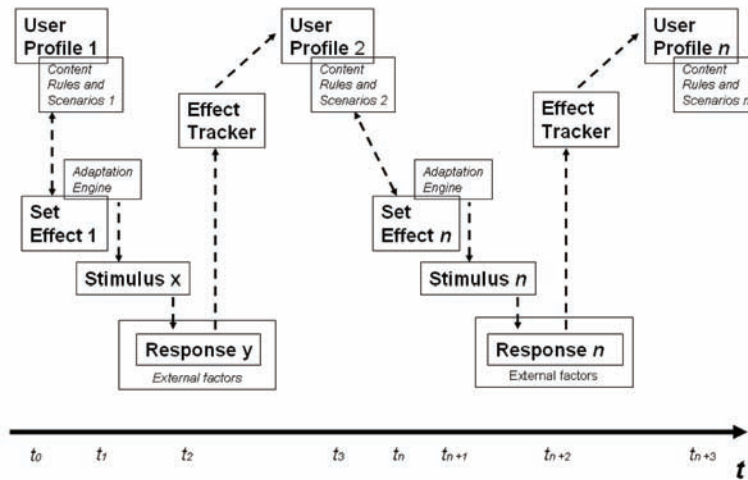 User
Profile 1
Content
Rules and
Scenarios 1
User
Profile 2
Content
Rules and
Scenarios 2
User
Profile n
Content
Rules and
Scenarios n
Effect
Tracker
Effect
Tracker
Adaptation
Engine
Set
Effect 1
Adaptation
Engine
Set
Effect n
Stimulus x
Stimulus n
Response y
External factors
Response n
External factors
t0
t1
t2
t3
tn
tn+1
tn+2
tn+3
t